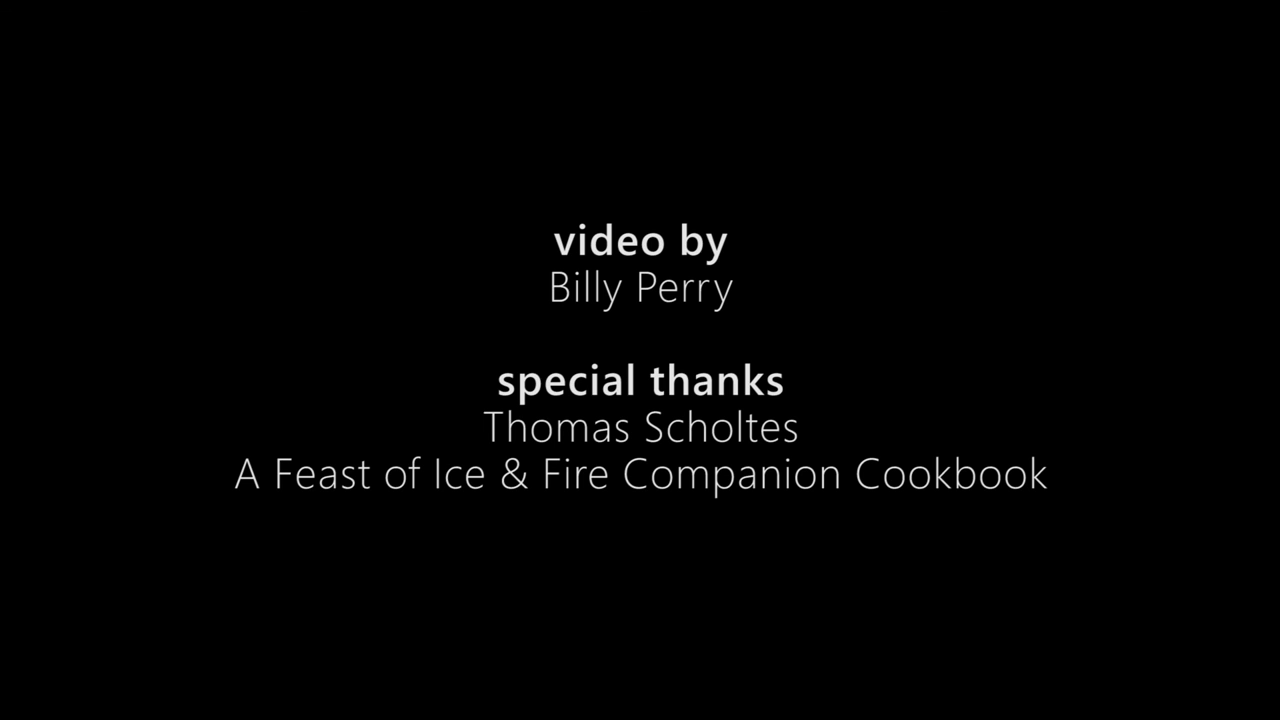 video by
Billy Perry
special thanks
Thomas Scholtes
A Feast of Ice & Fire Companion Cookbook